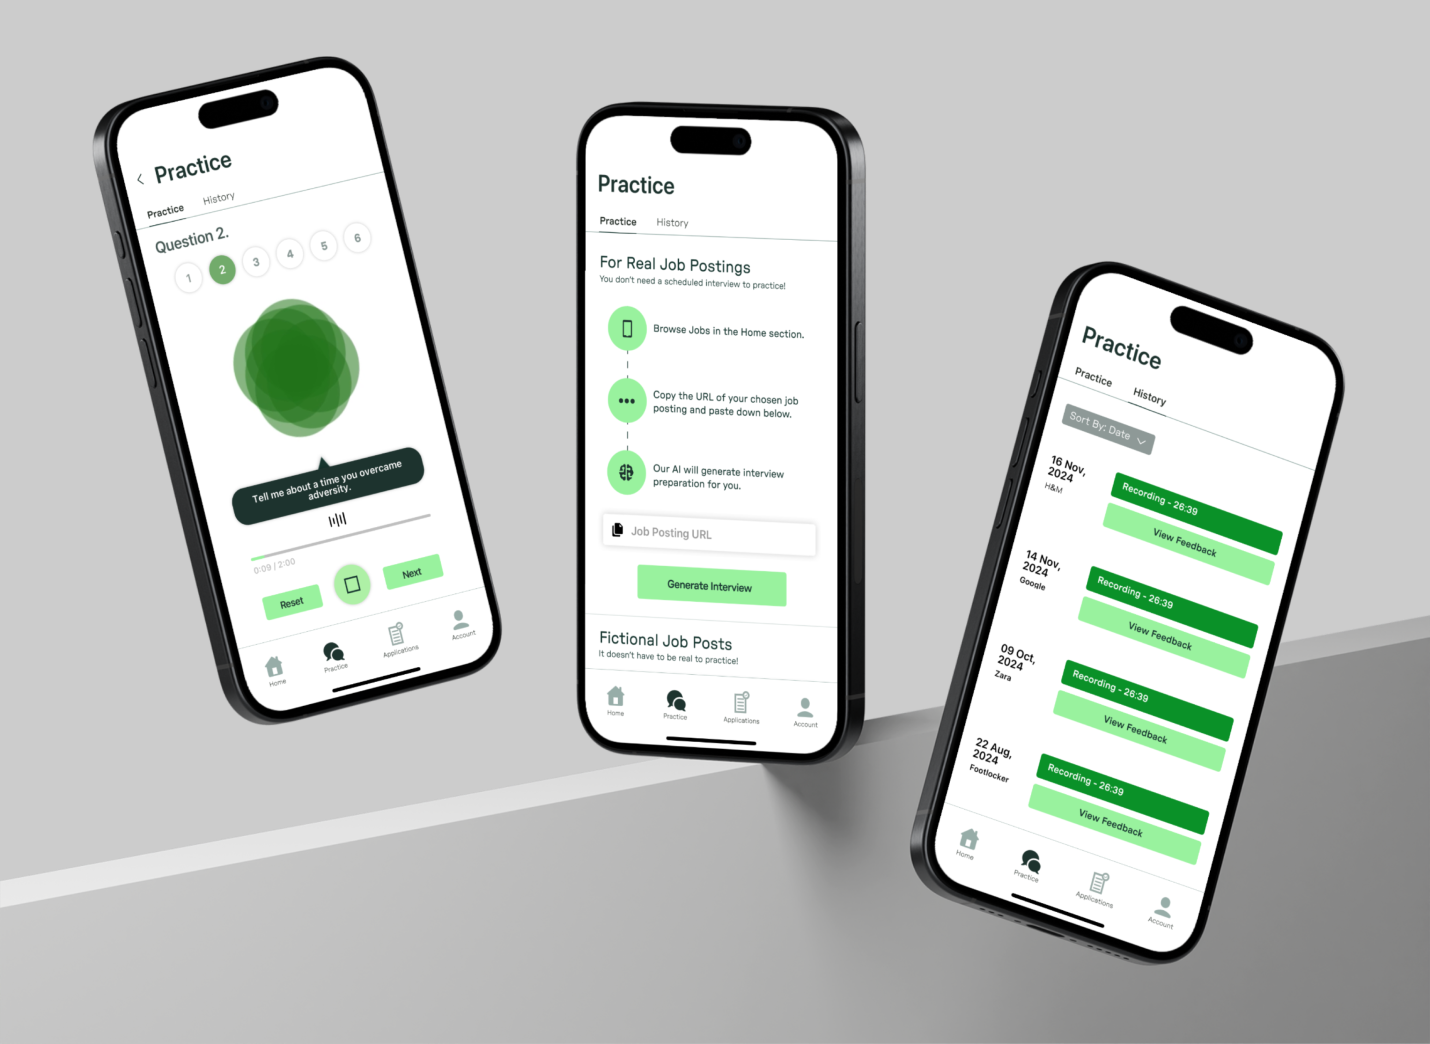 Practice
Practice
History
Question 2.
1
2
3
4
5
6
Tell me about a time you overcame
adversity.
0:09 / 2:00
Reset
Next
Home
Practice
Applications
Account
Practice
Practice
History
For Real Job Postings
You don't need a scheduled interview to practice!
Browse Jobs in the Home section.
Copy the URL of your chosen job
posting and paste down below.
Our AI will generate interview
preparation for you.
Job Posting URL
Generate Interview
Fictional Job Posts
It doesn't have to be real to practice!
Home
Practice
Applications
Account
Practice
Practice
History
Sort By: Date
16 Nov,
2024
H&M
Recording - 26:39
View Feedback
14 Nov,
2024
Google
Recording - 26:39
View Feedback
09 Oct,
2024
Zara
Recording - 26:39
View Feedback
22 Aug,
2024
Footlocker
Recording - 26:39
View Feedback
Home
Practice
Applications
Account